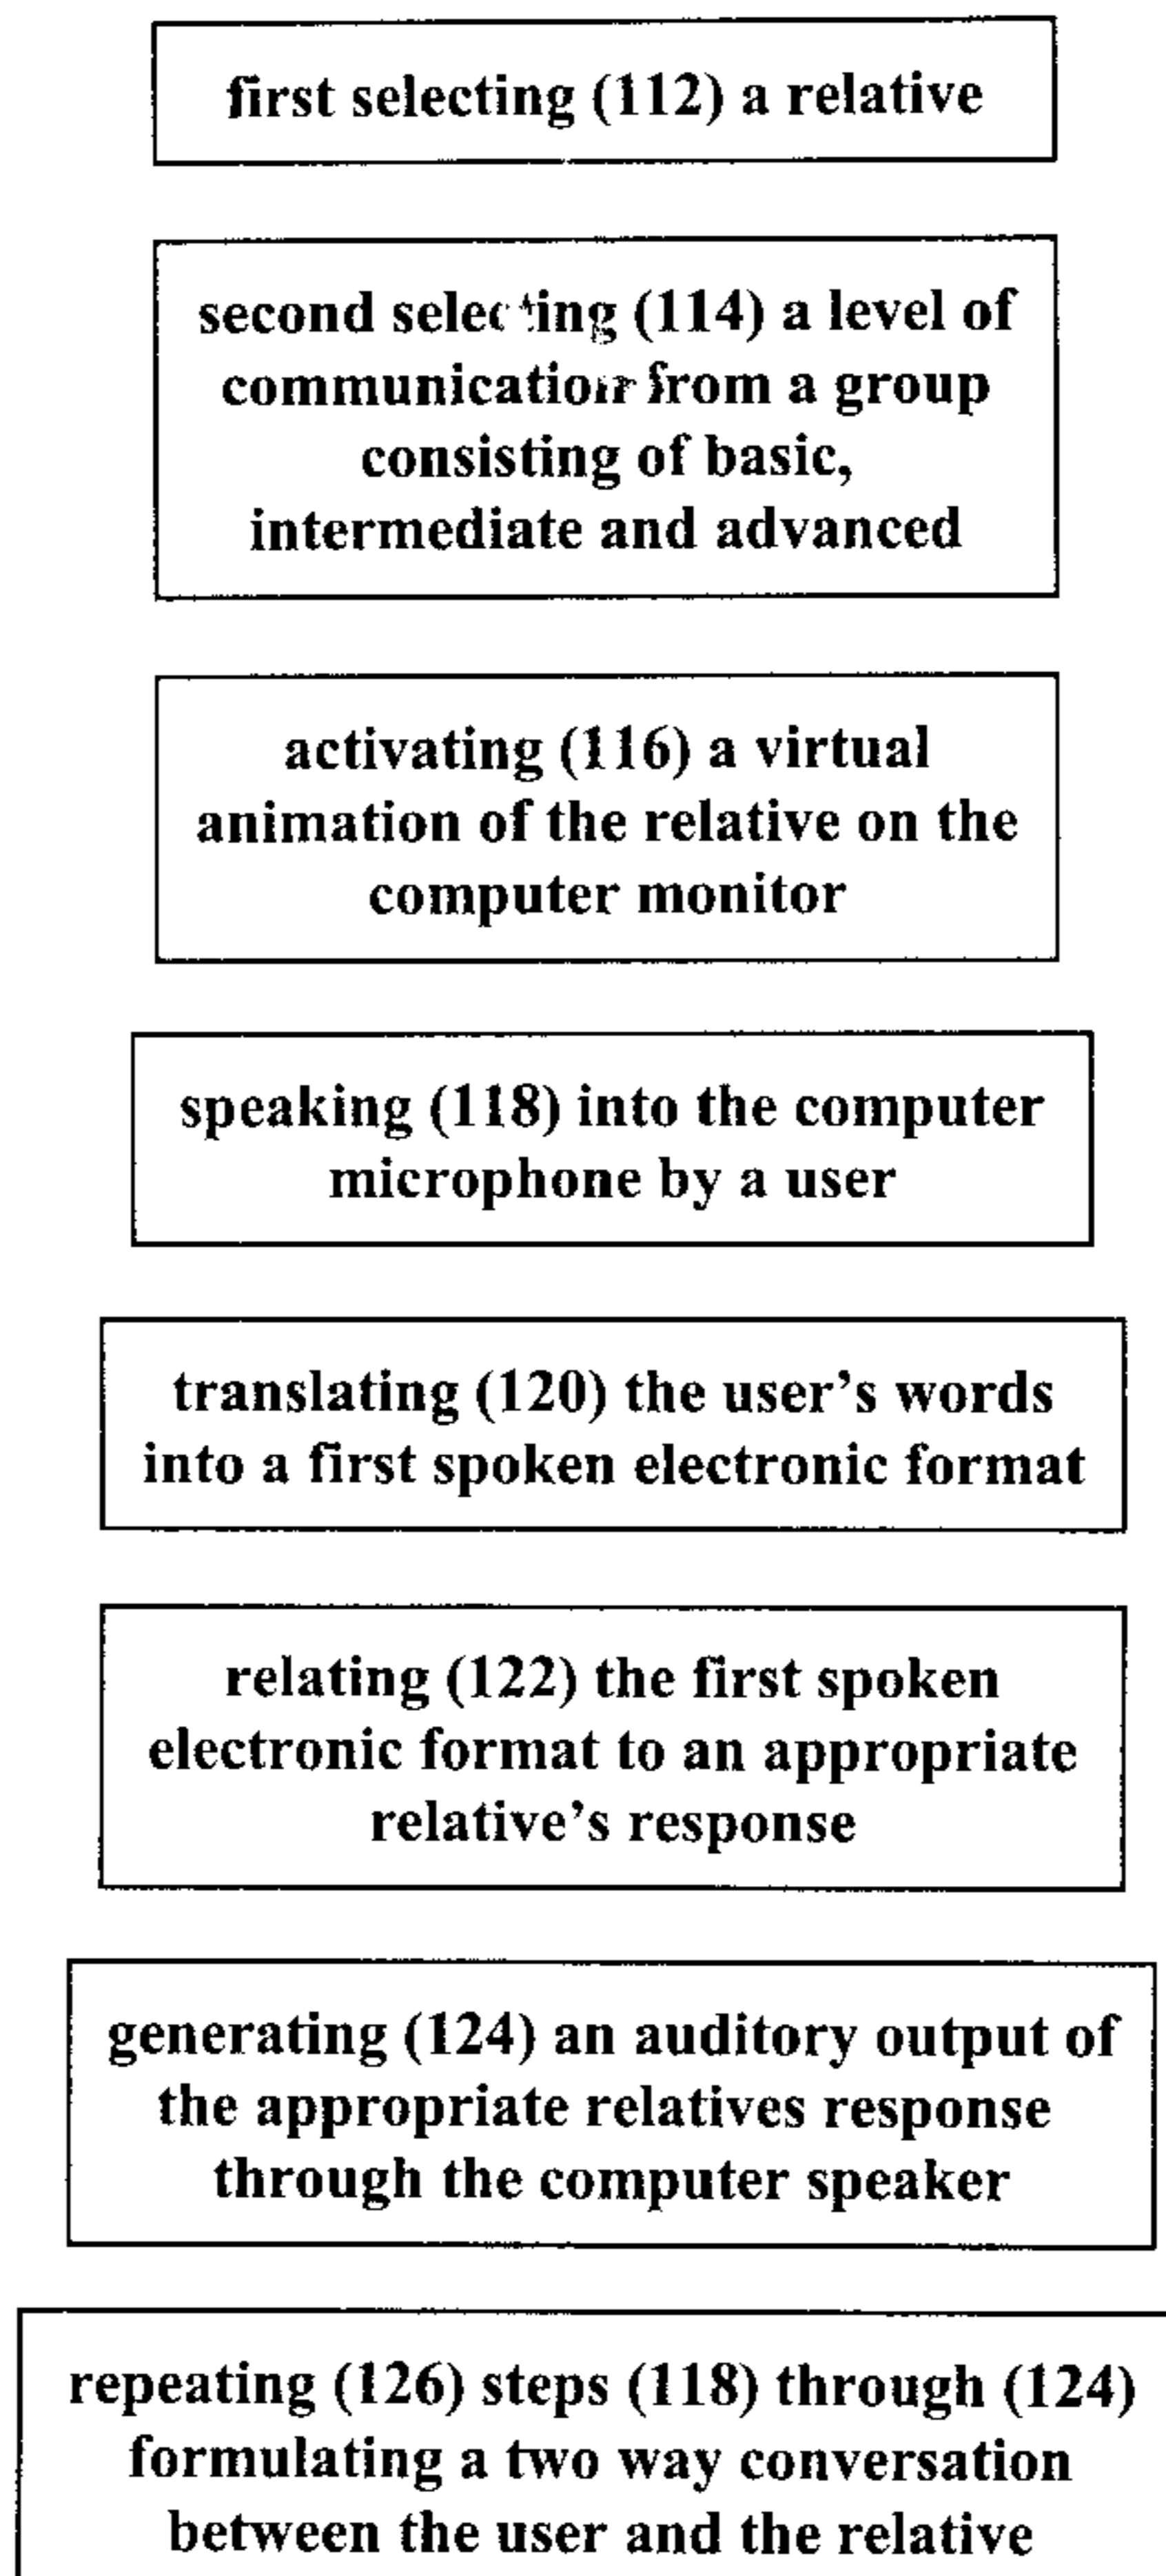 first selecting (112) a relative
second selecting (114) a level of
communication from a group
consisting of basic,
intermediate and advanced
activating (116) a virtual
animation of the relative on the
computer monitor
speaking (118) into the computer
microphone by a user
translating (120) the user’s words
into a first spoken electronic format
relating (122) the first spoken
electronic format to an appropriate
relative’s response
generating (124) an auditory output of
the appropriate relatives response
through the computer speaker
repeating (126) steps (118) through (124)
formulating a two way conversation
between the user and the relative